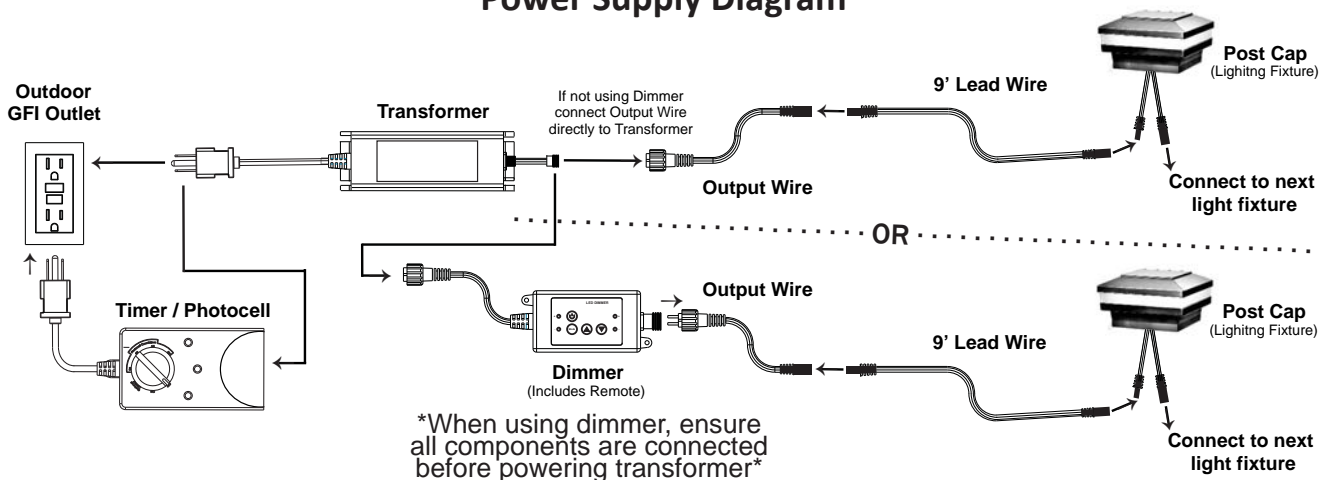 Power Supply Diagram
Outdoor
GFI Outlet
Transformer
If not using Dimmer
connect Output Wire
directly to Transformer
Output Wire
9' Lead Wire
Post Cap
(Lighitng Fixture)
Connect to next
light fixture
OR
Timer / Photocell
LED DIMMER
Dimmer
(Includes Remote)
*When using dimmer, ensure
all components are connected
before powering transformer*
Output Wire
9' Lead Wire
Post Cap
(Lighitng Fixture)
Connect to next
light fixture